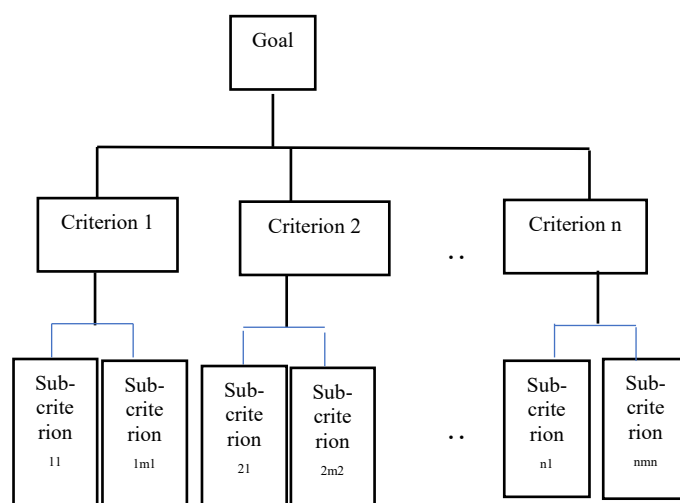 Goal
Criterion 1
Criterion 2
..
Criterion n
Sub-
crite
rion
11
Sub-
crite
rion
1m1
Sub-
crite
rion
21
Sub-
crite
rion
2m2
..
Sub-
crite
rion
n1
Sub-
crite
rion
nmn